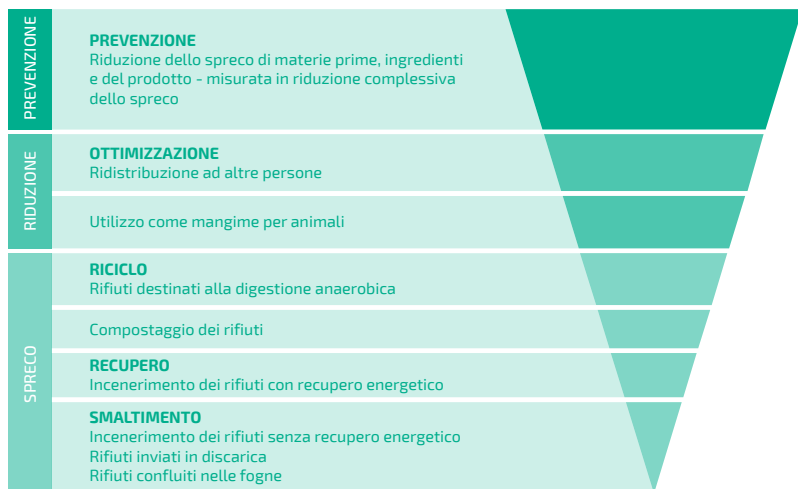 PREVENZIONE
PREVENZIONE
Riduzione dello spreco di materie prime, ingredienti
e del prodotto - misurata in riduzione complessiva
dello spreco
RIDUZIONE
OTTIMIZZAZIONE
Ridistribuzione ad altre persone
Utilizzo come mangime per animali
SPRECO
RICICLO
Rifiuti destinati alla digestione anaerobica
Compostaggio dei rifiuti
RECUPERO
Incenerimento dei rifiuti con recupero energetico
SMALTIMENTO
Incenerimento dei rifiuti senza recupero energetico
Rifiuti inviati in discarica
Rifiuti confluiti nelle fogne